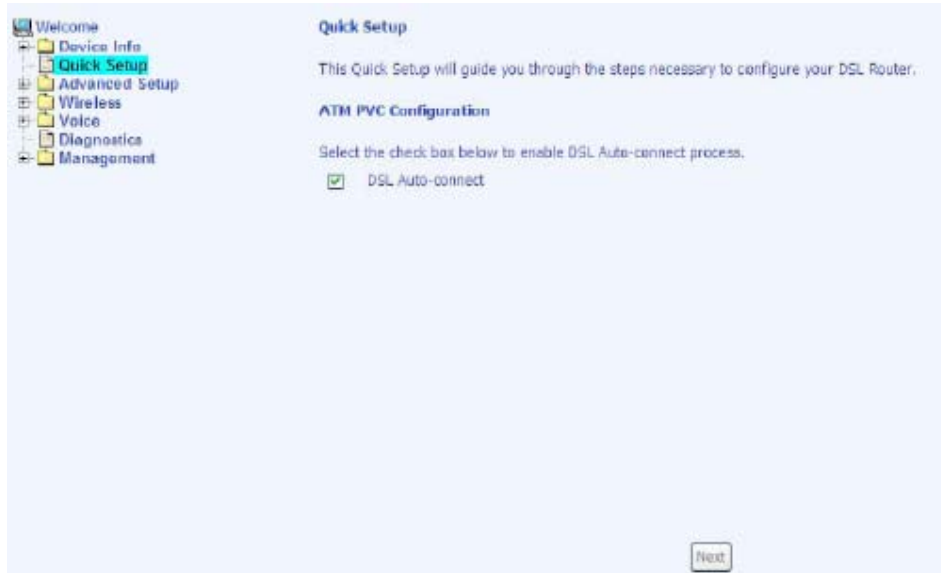 Welcome
Device Info
Quick Setup
Advanced Setup
Wireless
Voice
Diagnostics
Management
Quick Setup
This Quick Setup will guide you through the steps necessary to configure your DSL Router.
ATM PVC Configuration
Select the check box below to enable DSL Auto-connect process.
DSL Auto-connect
Next